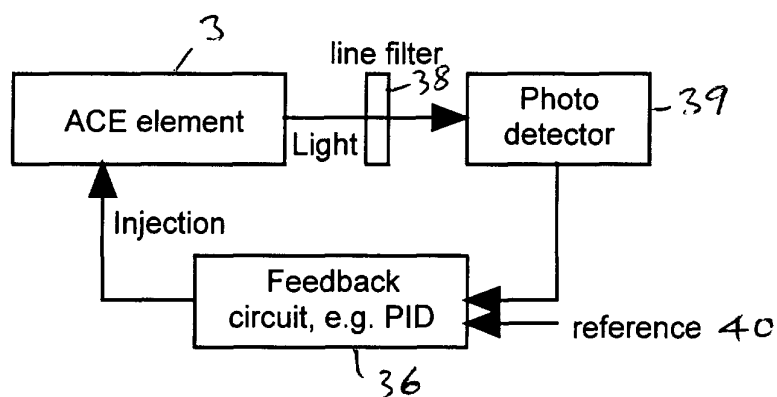 3
line filter
38
ACE element
Light
Photo
detector
39
Injection
Feedback
circuit, e.g. PID
reference 40
36